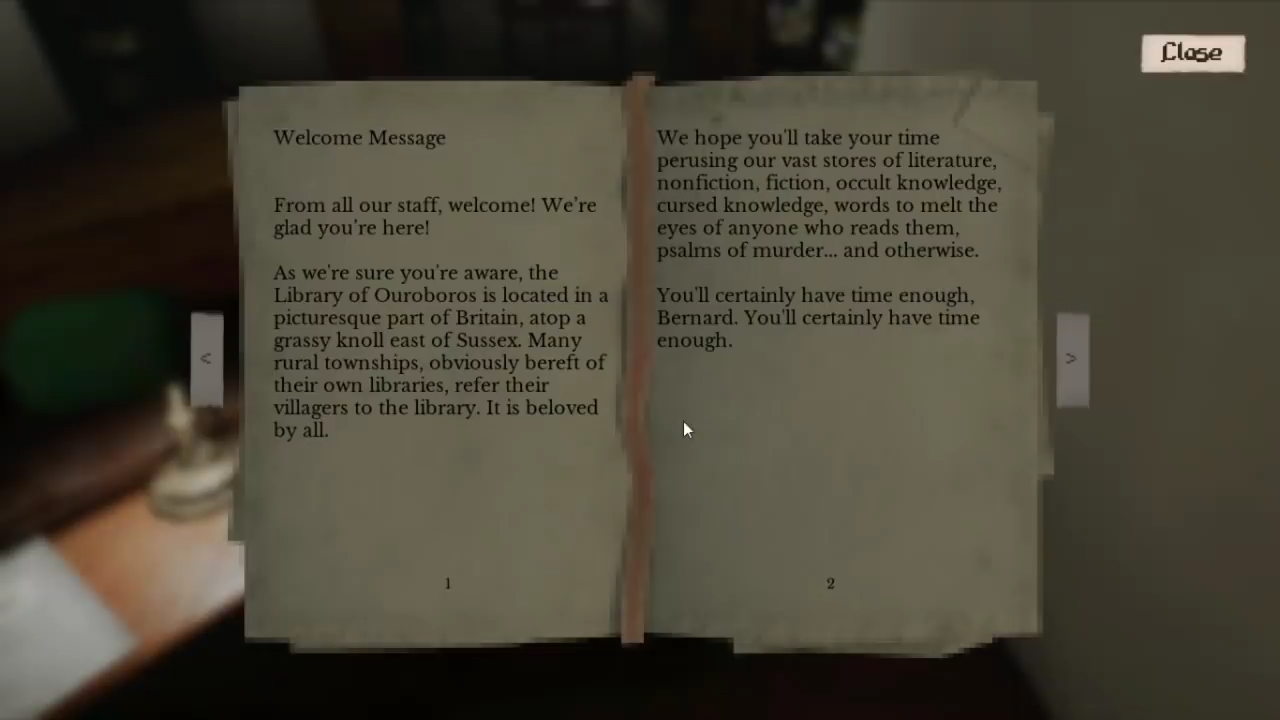 Close
Welcome Message
From all our staff, welcome! We're
glad you're here!
As we're sure you're aware, the
Library of Ouroboros is located in a
picturesque part of Britain, atop a
grassy knoll east of Sussex. Many
rural townships, obviously bereft of
their own libraries, refer their
villagers to the library. It is beloved
by all.
1
We hope you'll take your time
perusing our vast stores of literature,
nonfiction, fiction, occult knowledge,
cursed knowledge, words to melt the
eyes of anyone who reads them,
psalms of murder... and otherwise.
You'll certainly have time enough,
Bernard. You'll certainly have time
enough.
2
<
>